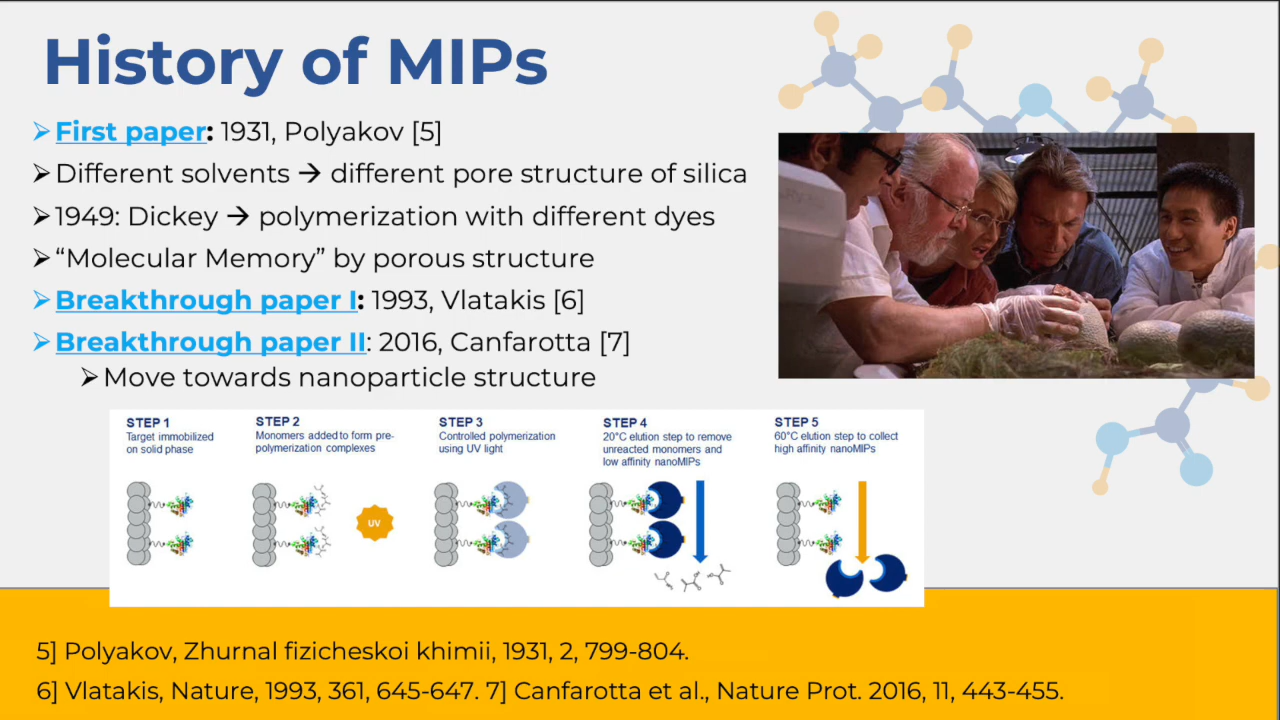 History of MIPs
➢First paper: 1931, Polyakov [5]
➢Different solvents → different pore structure of silica
➢1949: Dickey → polymerization with different dyes
➢“Molecular Memory” by porous structure
➢Breakthrough paper I: 1993, Vlatakis [6]
➢Breakthrough paper II: 2016, Canfarotta [7]
➢Move towards nanoparticle structure
STEP 1
Target immobilized
on solid phase
STEP 2
Monomers added to form pre-
polymerization complexes
UV
STEP 3
Controlled polymerization
using UV light
STEP 4
20°C elution step to remove
unreacted monomers and
low affinity nanoMIPs
STEP 5
60°C elution step to collect
high affinity nanoMIPs
5] Polyakov, Zhurnal fizicheskoi khimii, 1931, 2, 799-804.
6] Vlatakis, Nature, 1993, 361, 645-647. 7] Canfarotta et al., Nature Prot. 2016, 11, 443-455.